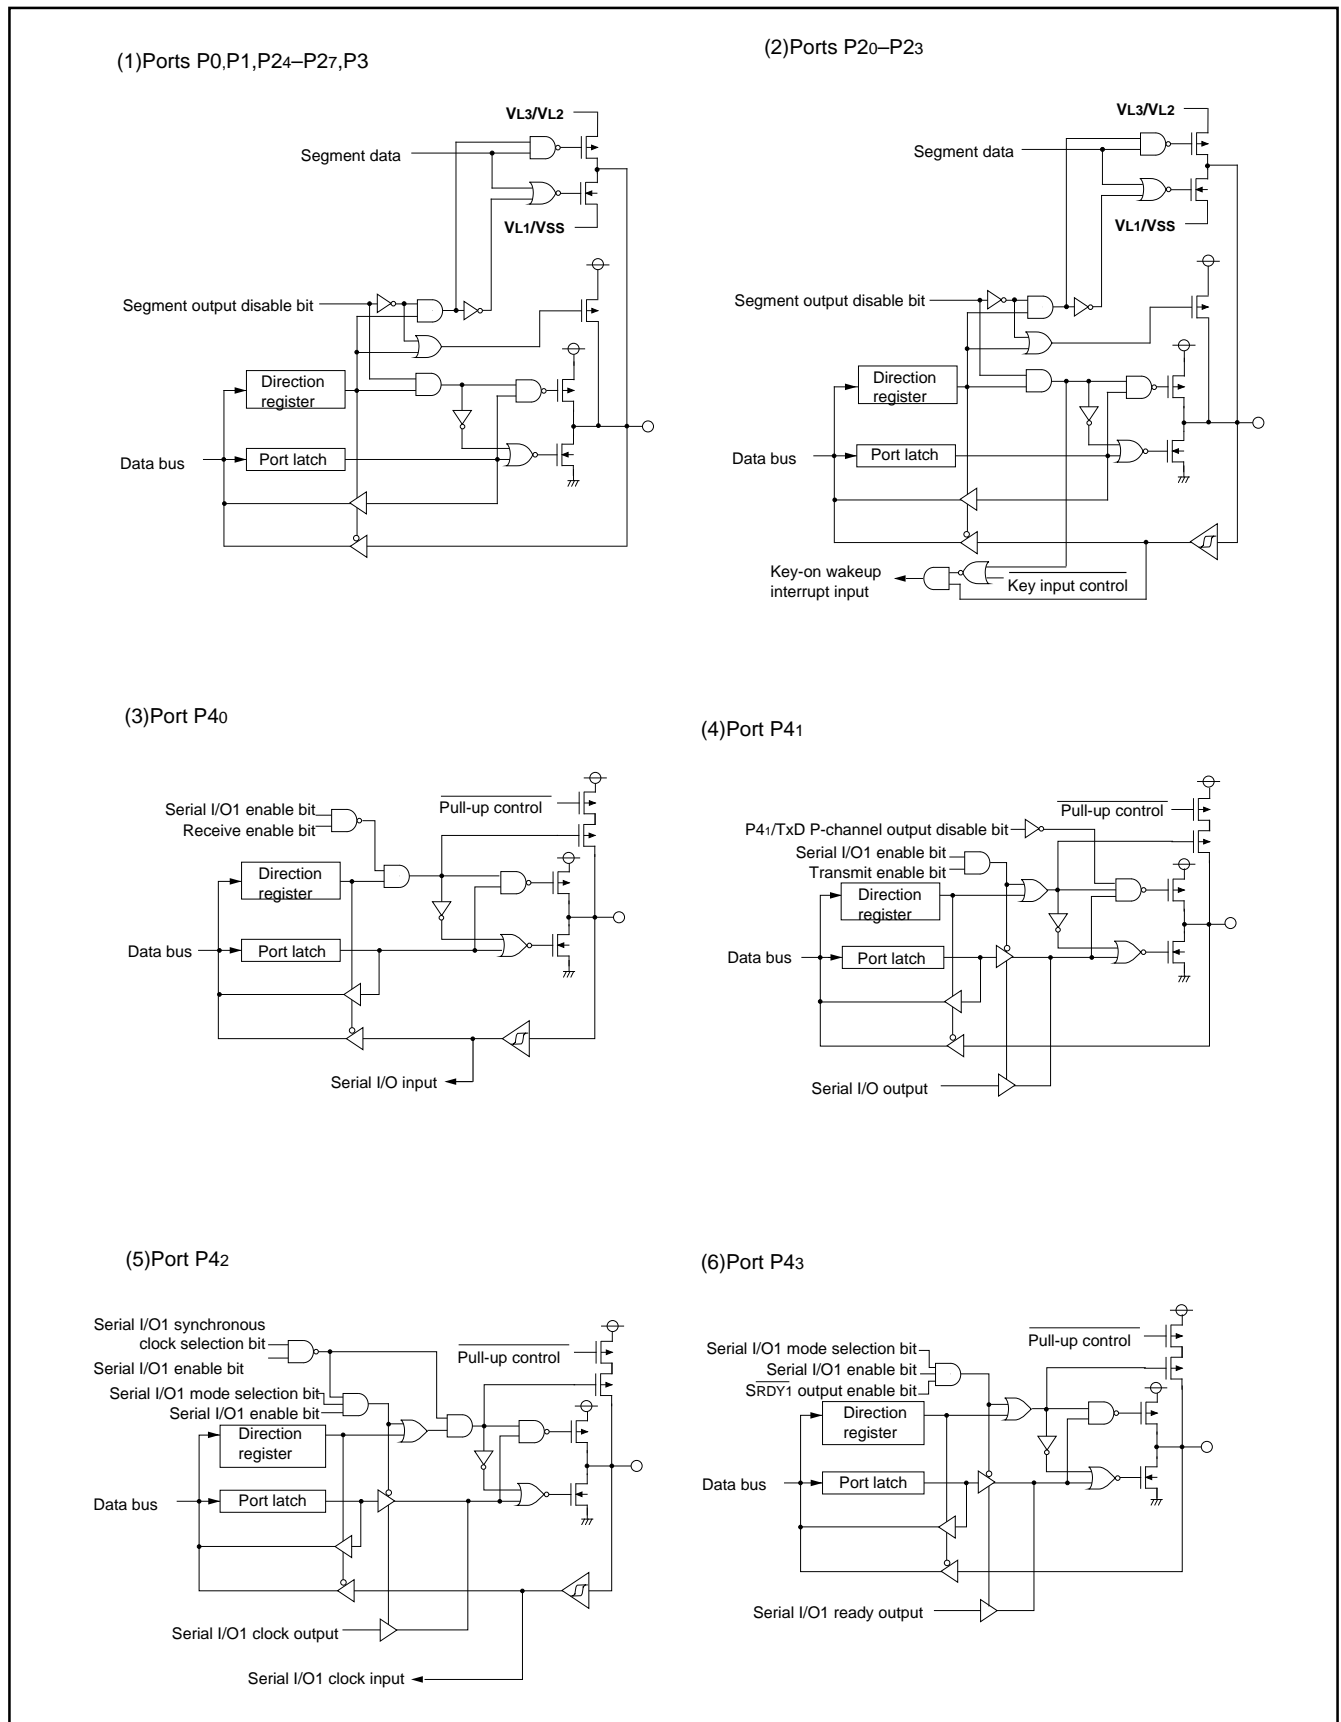 (1)Ports P0,P1,P24–P27,P3
VL3/VL2
Segment data
VL1/VSS
Segment output disable bit
Direction
register
Data bus
Port latch
(2)Ports P20–P23
VL3/VL2
Segment data
VL1/VSS
Segment output disable bit
Direction
register
Data bus
Port latch
Key-on wakeup
interrupt input
Key input control
(3)Port P40
Serial I/O1 enable bit
Receive enable bit
Pull-up control
Direction
register
Data bus
Port latch
Serial I/O input
(4)Port P41
Pull-up control
P41/TxD P-channel output disable bit
Serial I/O1 enable bit
Transmit enable bit
Direction
register
Data bus
Port latch
Serial I/O output
(5)Port P42
Serial I/O1 synchronous
clock selection bit
Serial I/O1 enable bit
Pull-up control
Serial I/O1 mode selection bit
Serial I/O1 enable bit
Direction
register
Data bus
Port latch
Serial I/O1 clock output
Serial I/O1 clock input
(6)Port P43
Pull-up control
Serial I/O1 mode selection bit
Serial I/O1 enable bit
SRDY1 output enable bit
Direction
register
Data bus
Port latch
Serial I/O1 ready output